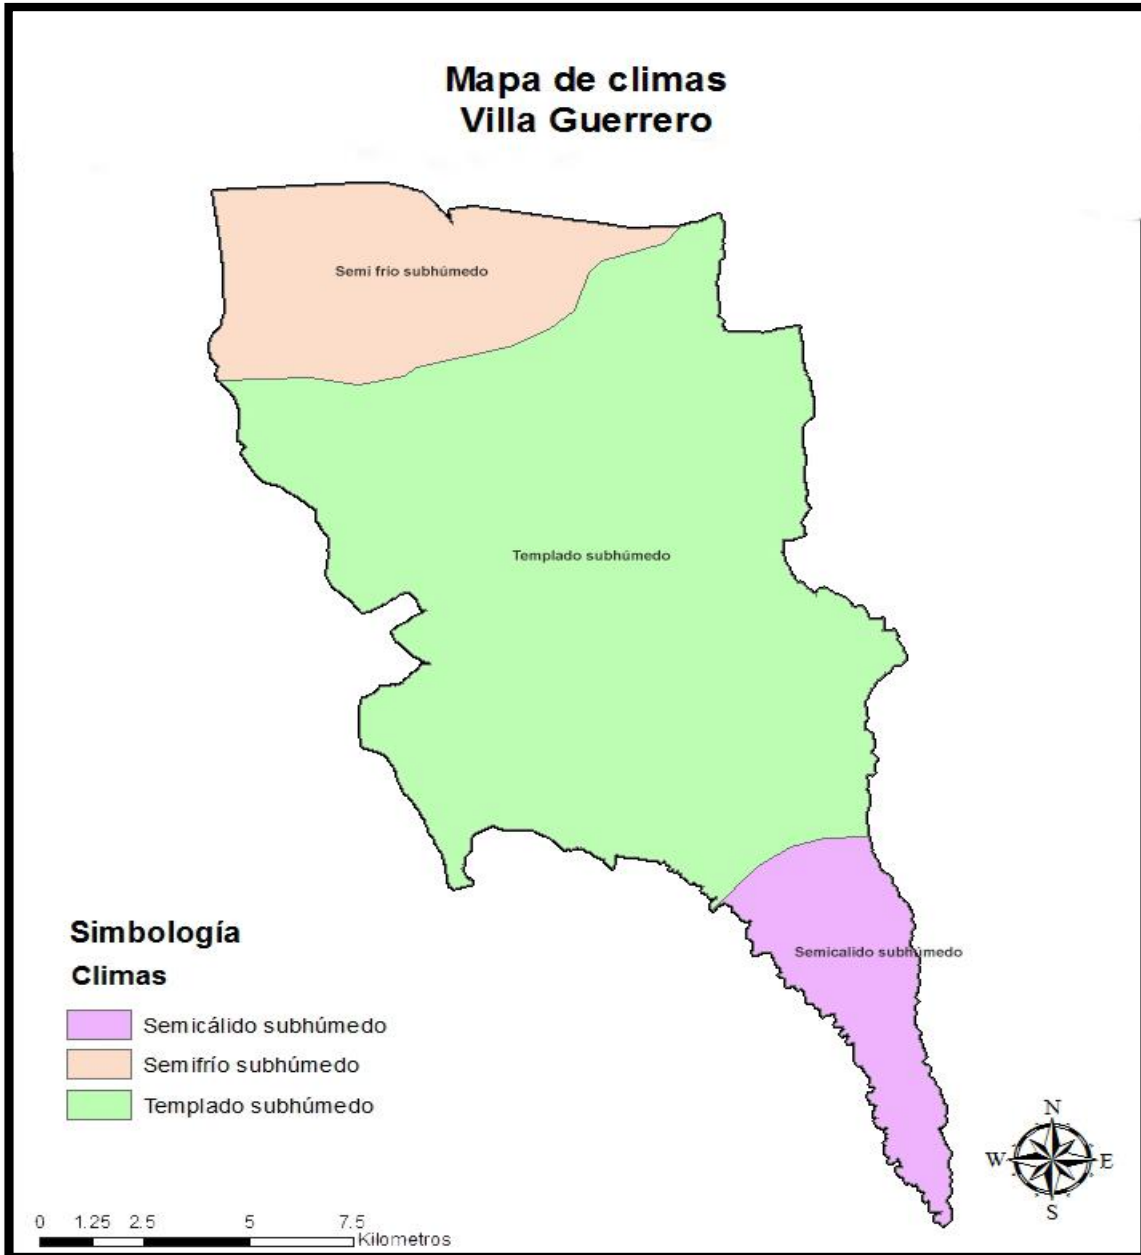 Mapa de climas
Villa Guerrero
Semi frio subhúmedo
Templado subhúmedo
Semicalido subhúmedo
Simbología
Climas
Semicálido subhúmedo
Semifrío subhúmedo
Templado subhúmedo
N
W E
S
0 1.25 2.5 5 7.5
Kilometros